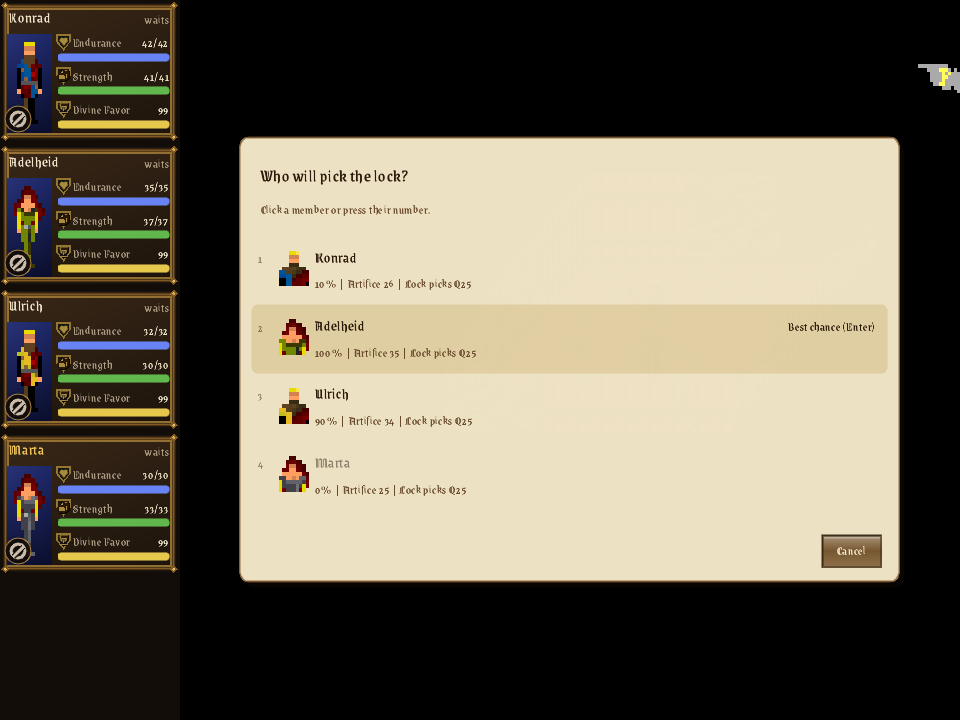 Konrad
waits
Endurance 42/42
Strength 41/41
Divine Favor 99
Adelheid
waits
Endurance 35/35
Strength 37/37
Divine Favor 99
Ulrich
waits
Endurance 32/32
Strength 30/30
Divine Favor 99
Marta
waits
Endurance 30/30
Strength 33/33
Divine Favor 99
Who will pick the lock?
Click a member or press their number.
1 Konrad
10% | Artifice 26 | Lock picks Q25
2 Adelheid Best chance (Enter)
100% | Artifice 35 | Lock picks Q25
3 Ulrich
90% | Artifice 34 | Lock picks Q25
4 Marta
0% | Artifice 25 | Lock picks Q25
Cancel